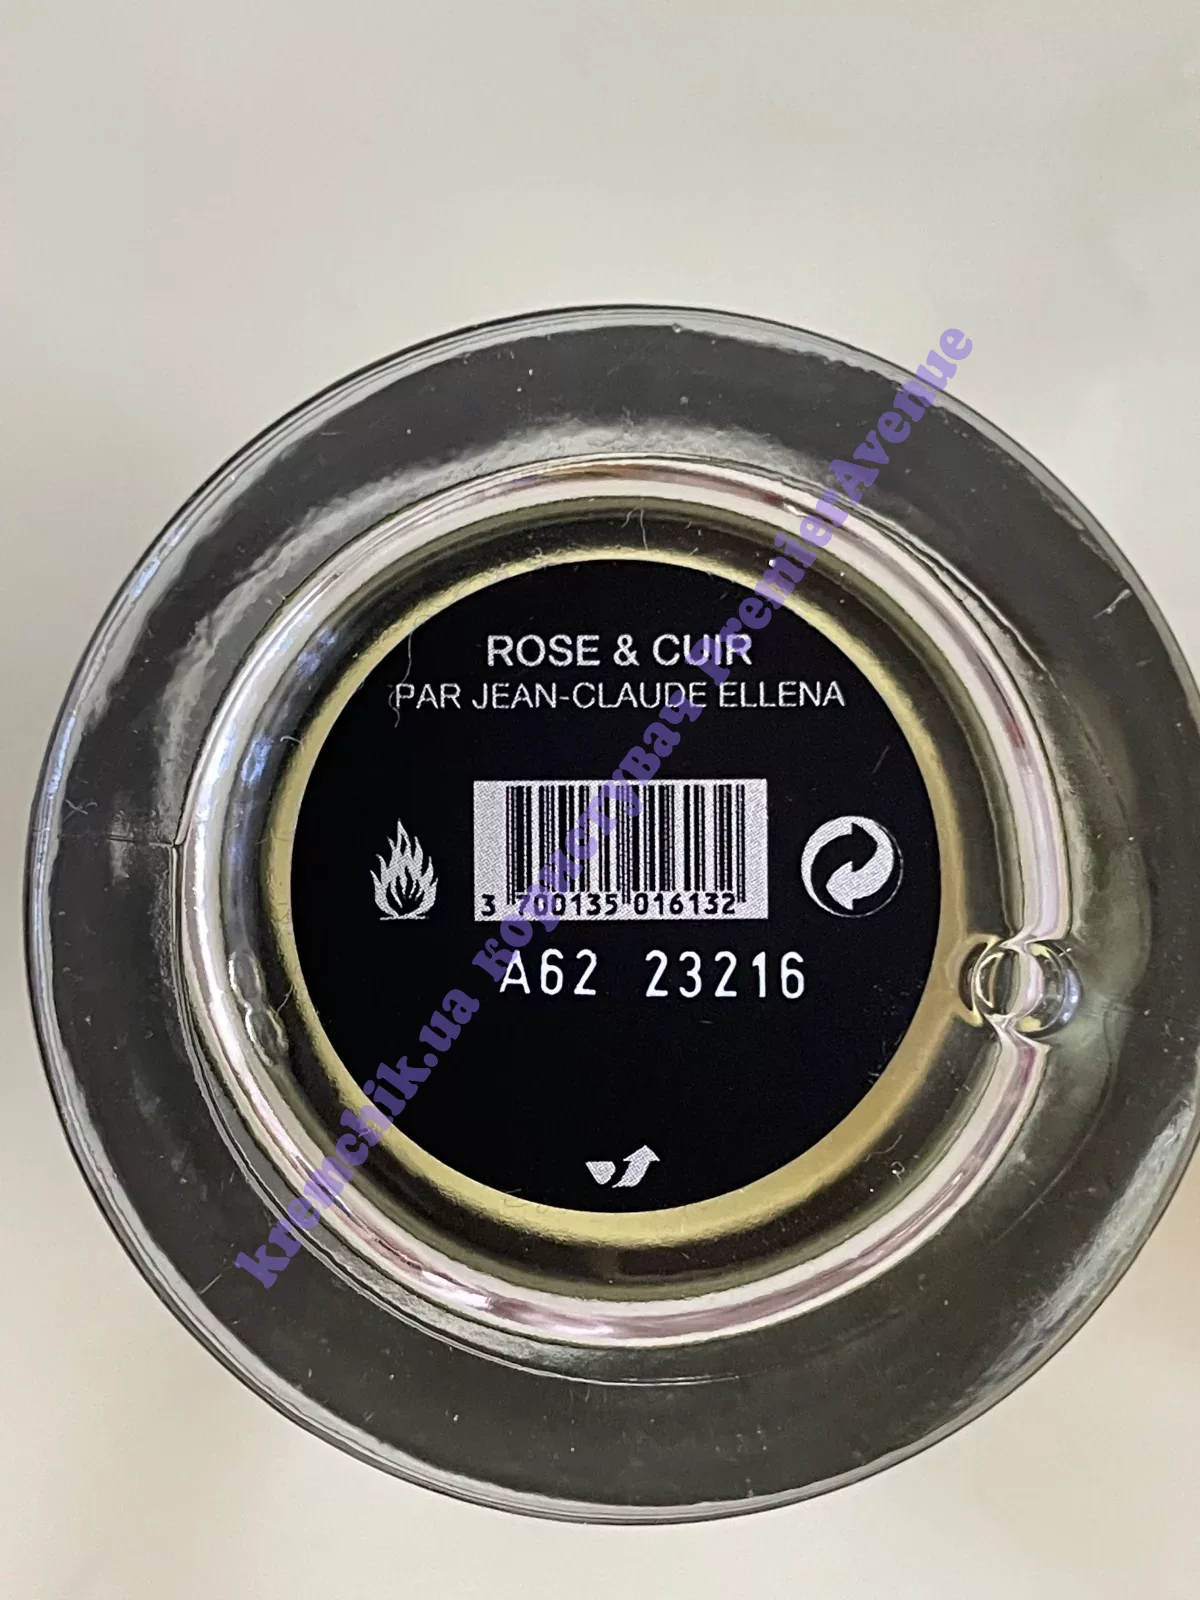 ROSE & CUIR
PAR JEAN-CLAUDE ELLENA
3 700135 016132
A62 23216
kremchik.ua користувач PremierAvenue